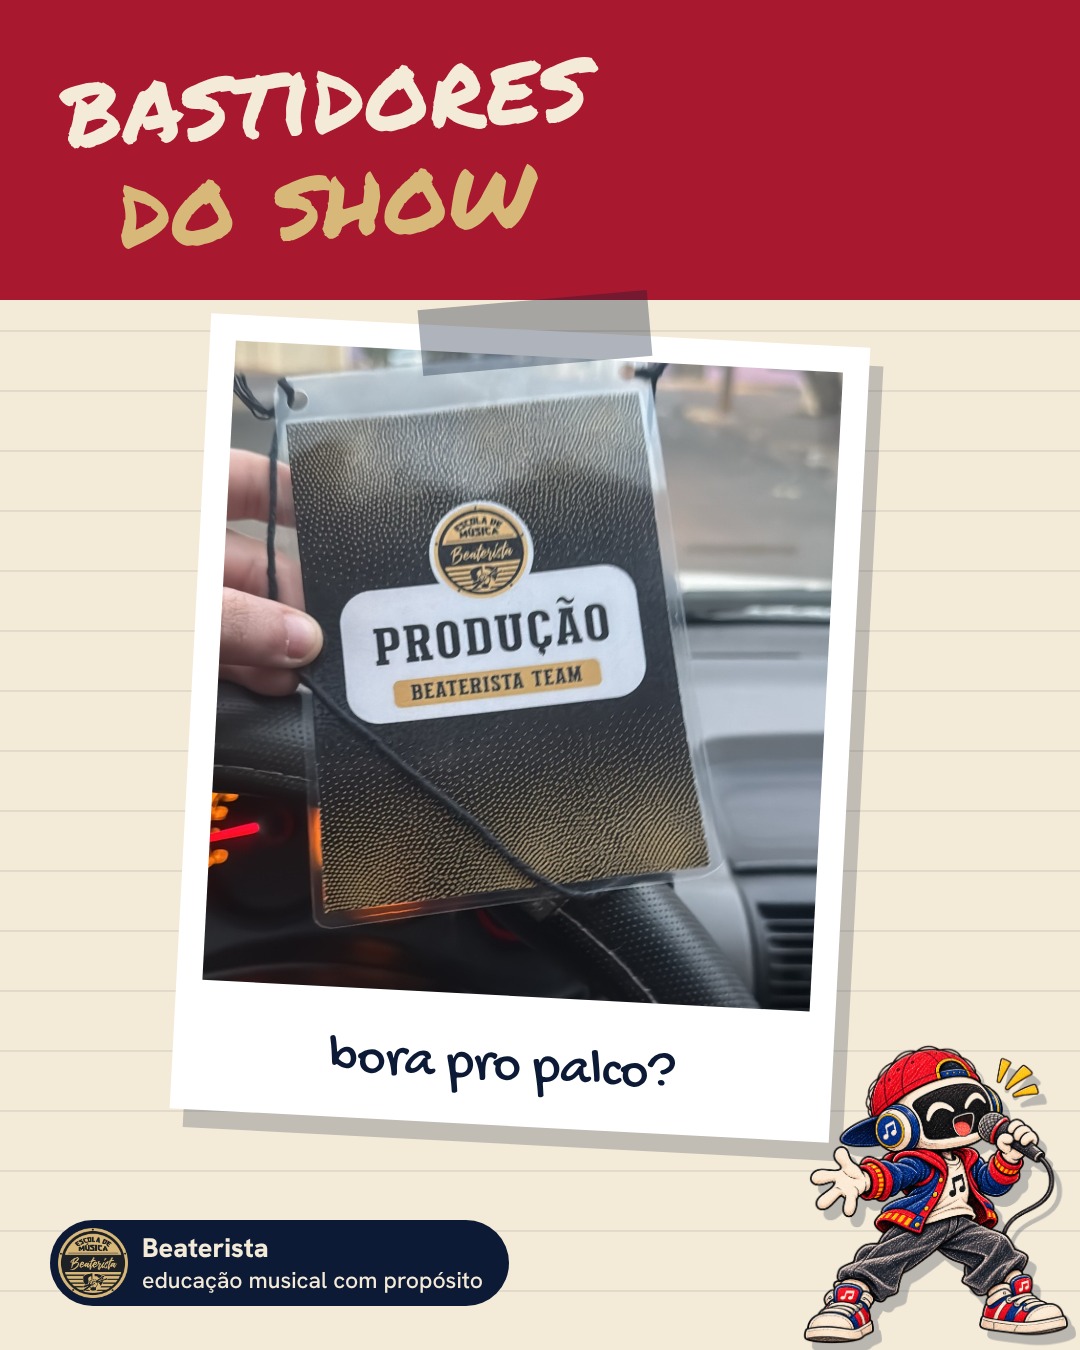 BASTIDORES
DO SHOW
ESCOLA DE
MÚSICA
Beaterista
PRODUÇÃO
BEATERISTA TEAM
bora pro palco?
ESCOLA DE
MÚSICA
Beaterista
Beaterista
educação musical com propósito